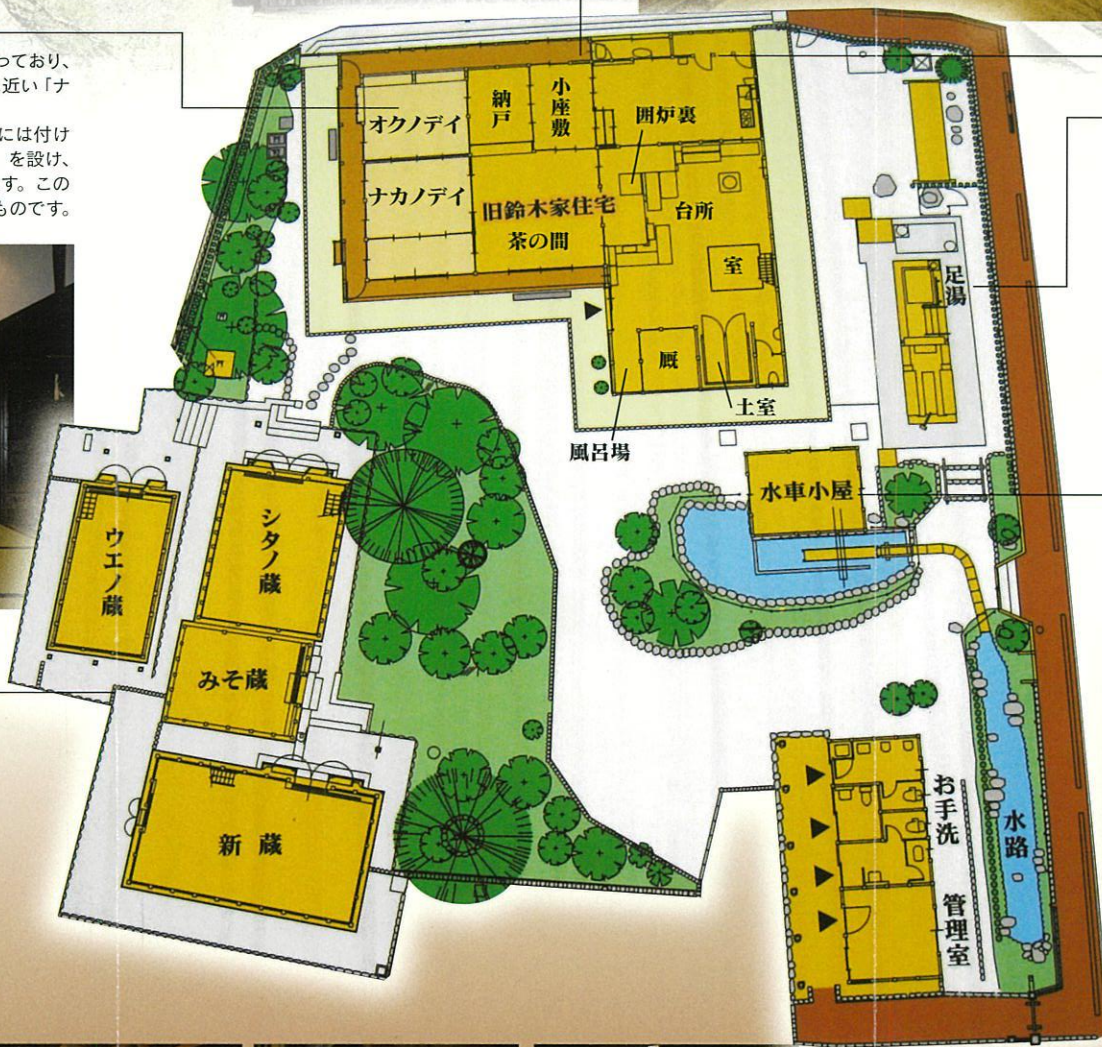 っており、
近い「ナ
には付け
」を設け、
す。この
ものです。
オクノデイ
納戸
小座敷
囲炉裏
ナカノデイ
旧鈴木家住宅
茶の間
台所
室
足湯
厩
土室
風呂場
水車小屋
ウエノ蔵
シタノ蔵
みそ蔵
新蔵
お手洗
管理室
水路